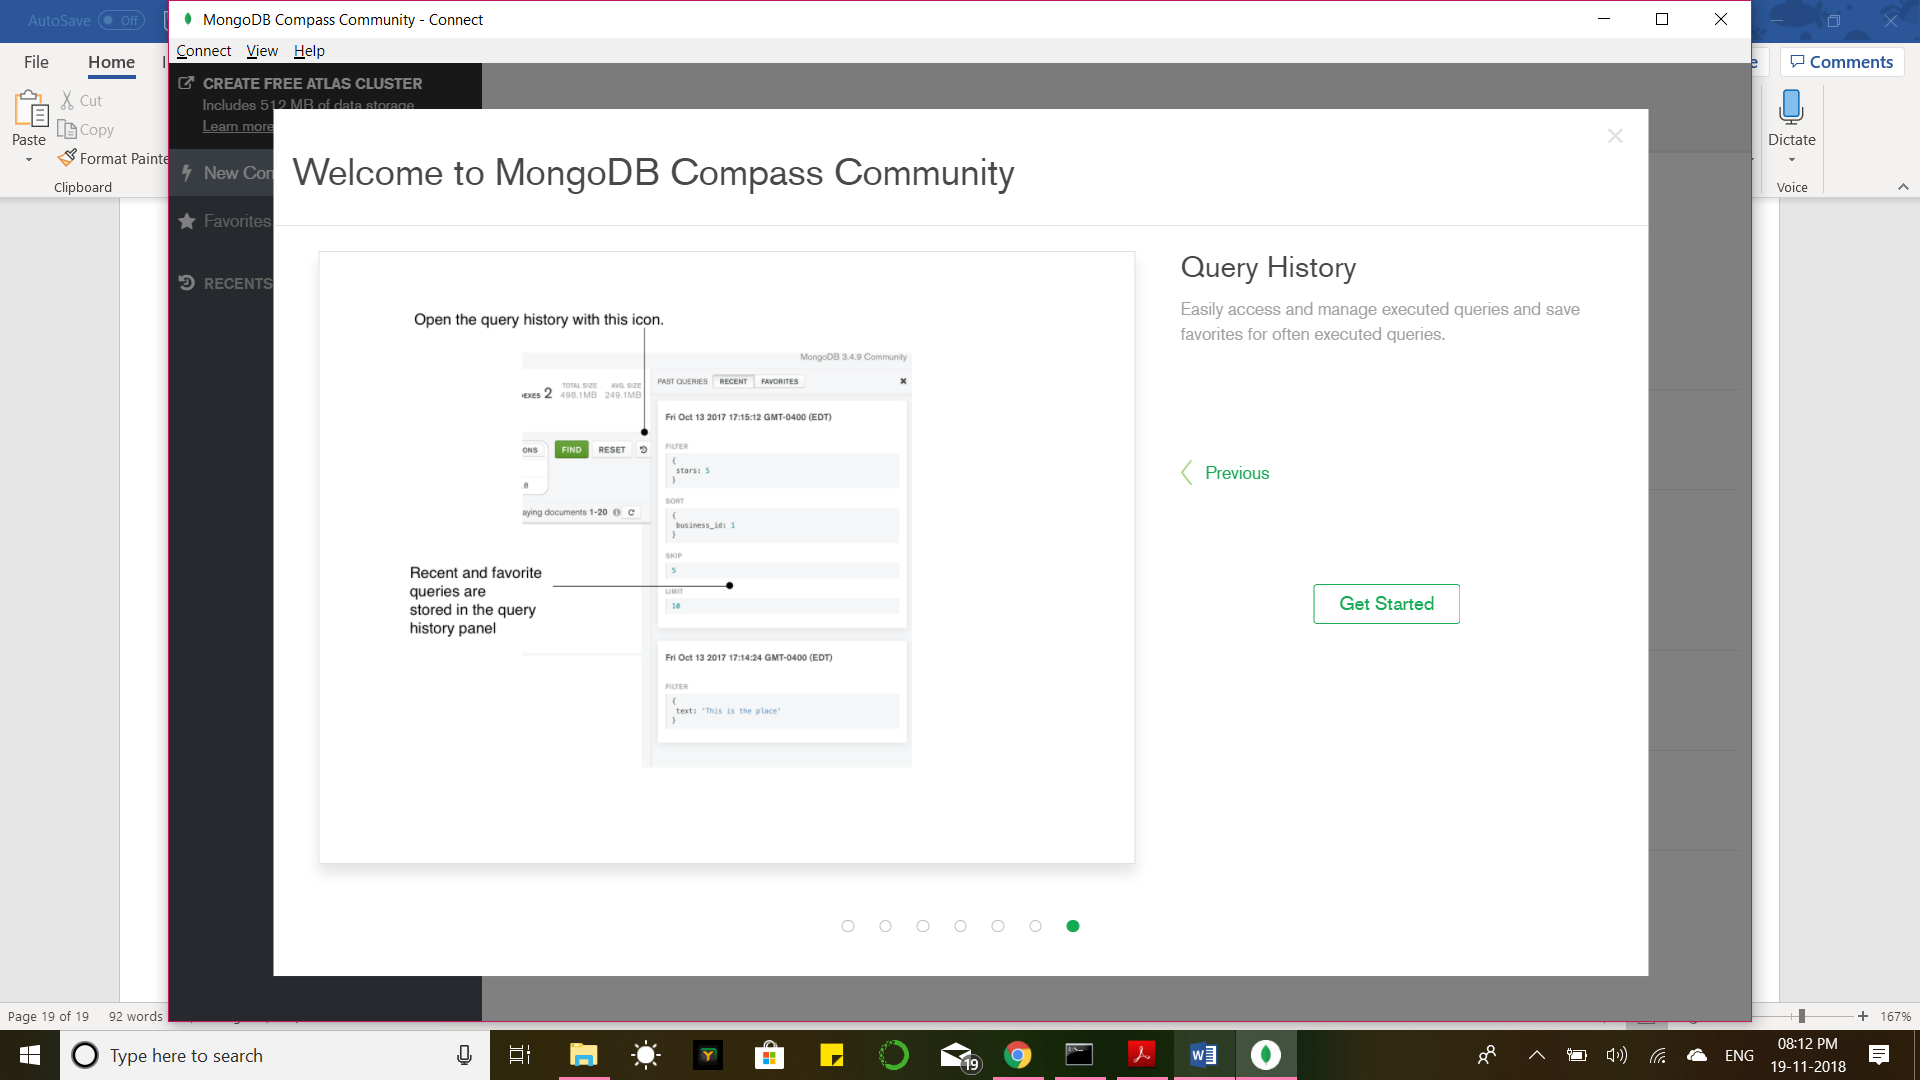 AutoSave Off
MongoDB Compass Community - Connect
Connect View Help
File Home
Comments
Cut
Copy
Paste
Format Painte
Clipboard
Dictate
Voice
CREATE FREE ATLAS CLUSTER
Includes 512 MB of data storage
Learn more
New Con
Favorites
RECENTS
Welcome to MongoDB Compass Community
Open the query history with this icon.
MongoDB 3.4.9 Community
EXES 2 TOTAL SIZE 498.1MB AVG. SIZE 249.1MB
PAST QUERIES RECENT FAVORITES
Fri Oct 13 2017 17:15:12 GMT-0400 (EDT)
ONS FIND RESET
FILTER
{
stars: 5
}
SORT
{
business_id: 1
}
aying documents 1-20
SKIP
5
LIMIT
10
Recent and favorite
queries are
stored in the query
history panel
Fri Oct 13 2017 17:14:24 GMT-0400 (EDT)
FILTER
{
text: 'This is the place'
}
Query History
Easily access and manage executed queries and save
favorites for often executed queries.
Previous
Get Started
Page 19 of 19 92 words
167%
Type here to search
19
ENG
08:12 PM
19-11-2018